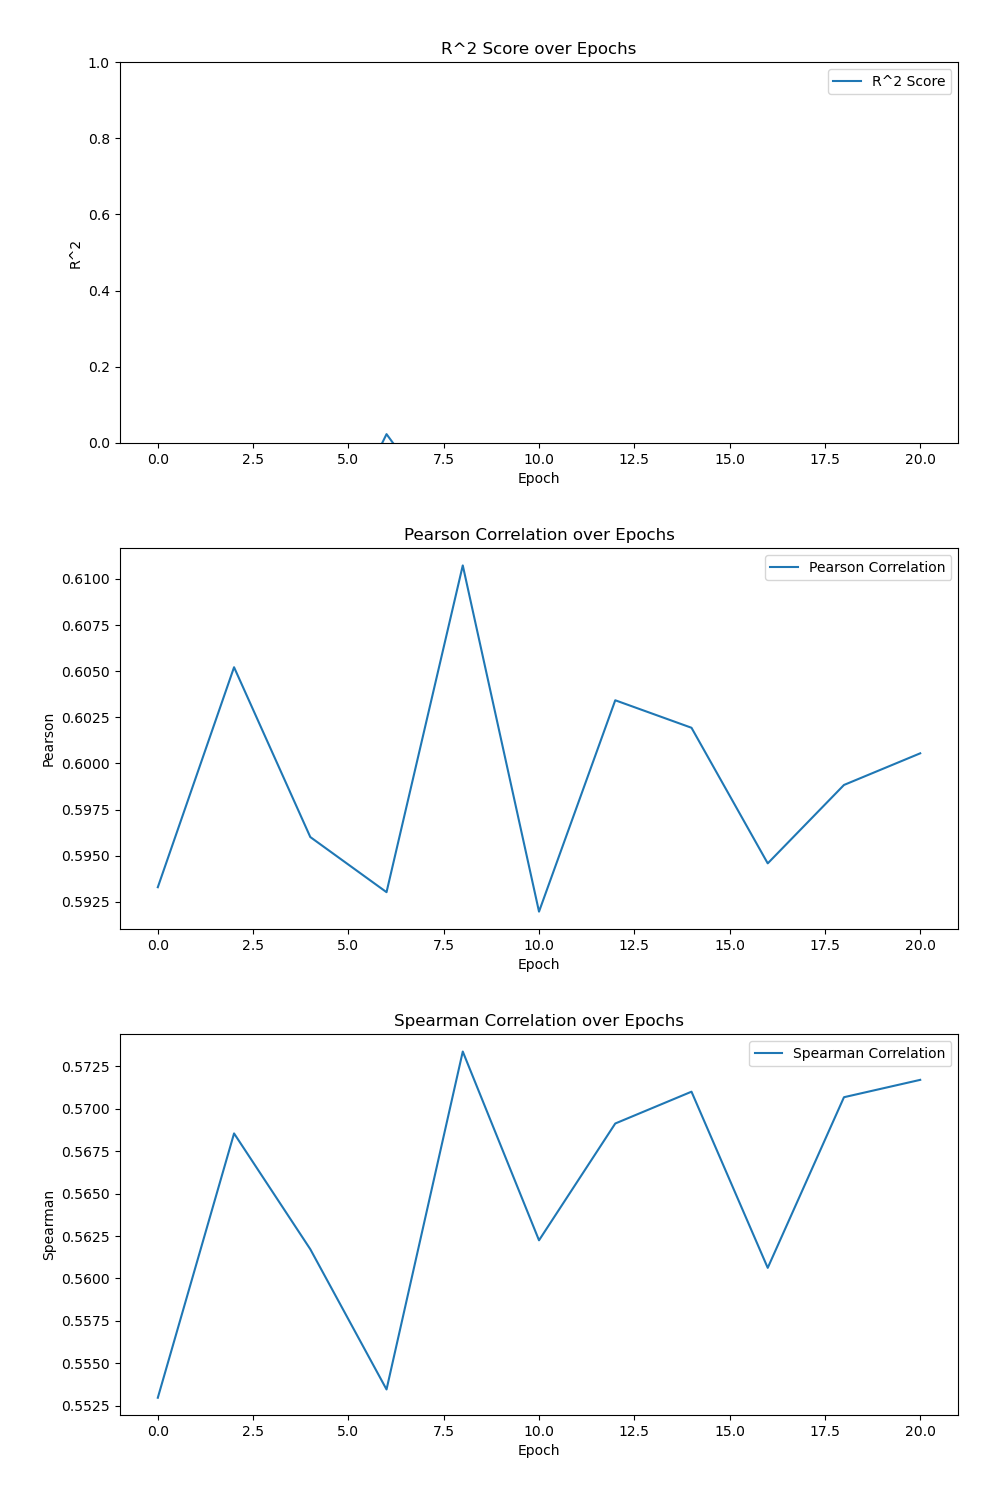 R^2 Score over Epochs
1.0
R^2 Score
0.8
0.6
R^2
0.4
0.2
0.0
0.0 2.5 5.0 7.5 10.0 12.5 15.0 17.5 20.0
Epoch
Pearson Correlation over Epochs
Pearson Correlation
0.6100
0.6075
0.6050
0.6025
Pearson
0.6000
0.5975
0.5950
0.5925
0.0 2.5 5.0 7.5 10.0 12.5 15.0 17.5 20.0
Epoch
Spearman Correlation over Epochs
Spearman Correlation
0.5725
0.5700
0.5675
0.5650
Spearman
0.5625
0.5600
0.5575
0.5550
0.5525
0.0 2.5 5.0 7.5 10.0 12.5 15.0 17.5 20.0
Epoch